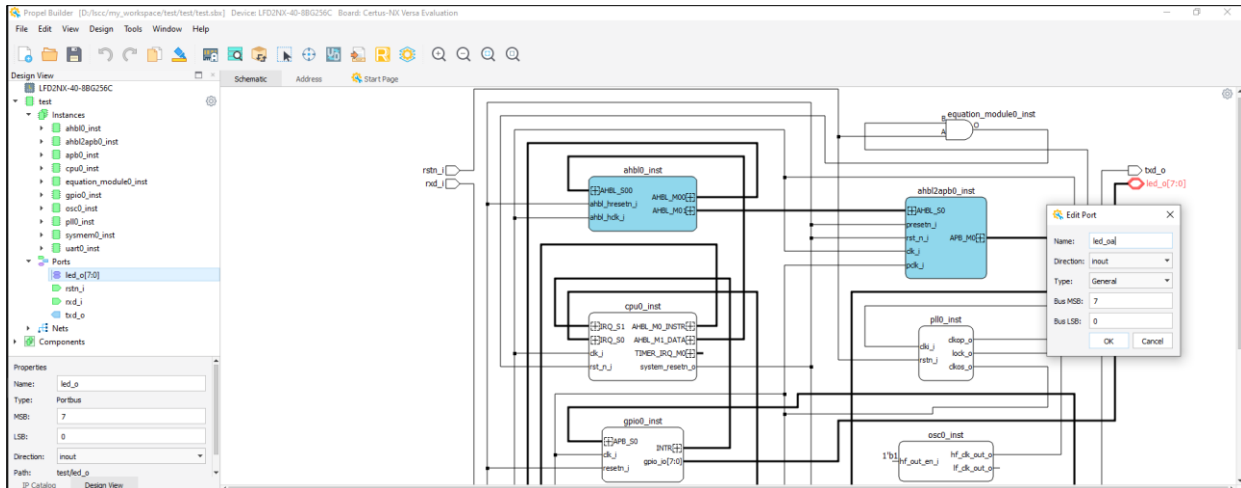 Propel Builder [D:/lscc/my_workspace/test/test/test.sbx] Device: LFD2NX-40-8BG256C Board: Certus-NX Versa Evaluation
File Edit View Design Tools Window Help
Design View
LFD2NX-40-8BG256C
test
Instances
ahbl0_inst
ahbl2apb0_inst
apb0_inst
cpu0_inst
equation_module0_inst
gpio0_inst
osc0_inst
pll0_inst
sysmem0_inst
uart0_inst
Ports
led_o[7:0]
rstn_i
rxd_i
txd_o
Nets
Components
Properties
Name: led_o
Type: Portbus
MSB: 7
LSB: 0
Direction: inout
Path: test/led_o
IP Catalog Design View
Schematic Address Start Page
equation_module0_inst
B
A
O
rstn_i
rxd_i
txd_o
led_o[7:0]
ahbl0_inst
AHBL_S00
AHBL_M00
ahbl_hresetn_i
AHBL_M01
ahbl_hclk_i
ahbl2apb0_inst
AHBL_S0
presetn_i
rst_n_i
APB_M0
clk_i
pclk_i
cpu0_inst
IRQ_S1 AHBL_M0_INSTR
IRQ_S0 AHBL_M1_DATA
clk_i TIMER_IRQ_M0
rst_n_i system_resetn_o
pll0_inst
clkop_o
clki_i
lock_o
rstn_i
clkos_o
gpio0_inst
APB_S0
INTR
clk_i
gpio_io[7:0]
resetn_i
osc0_inst
1'b1
hf_out_en_i
hf_clk_out_o
lf_clk_out_o
Edit Port
Name: led_oa
Direction: inout
Type: General
Bus MSB: 7
Bus LSB: 0
OK Cancel